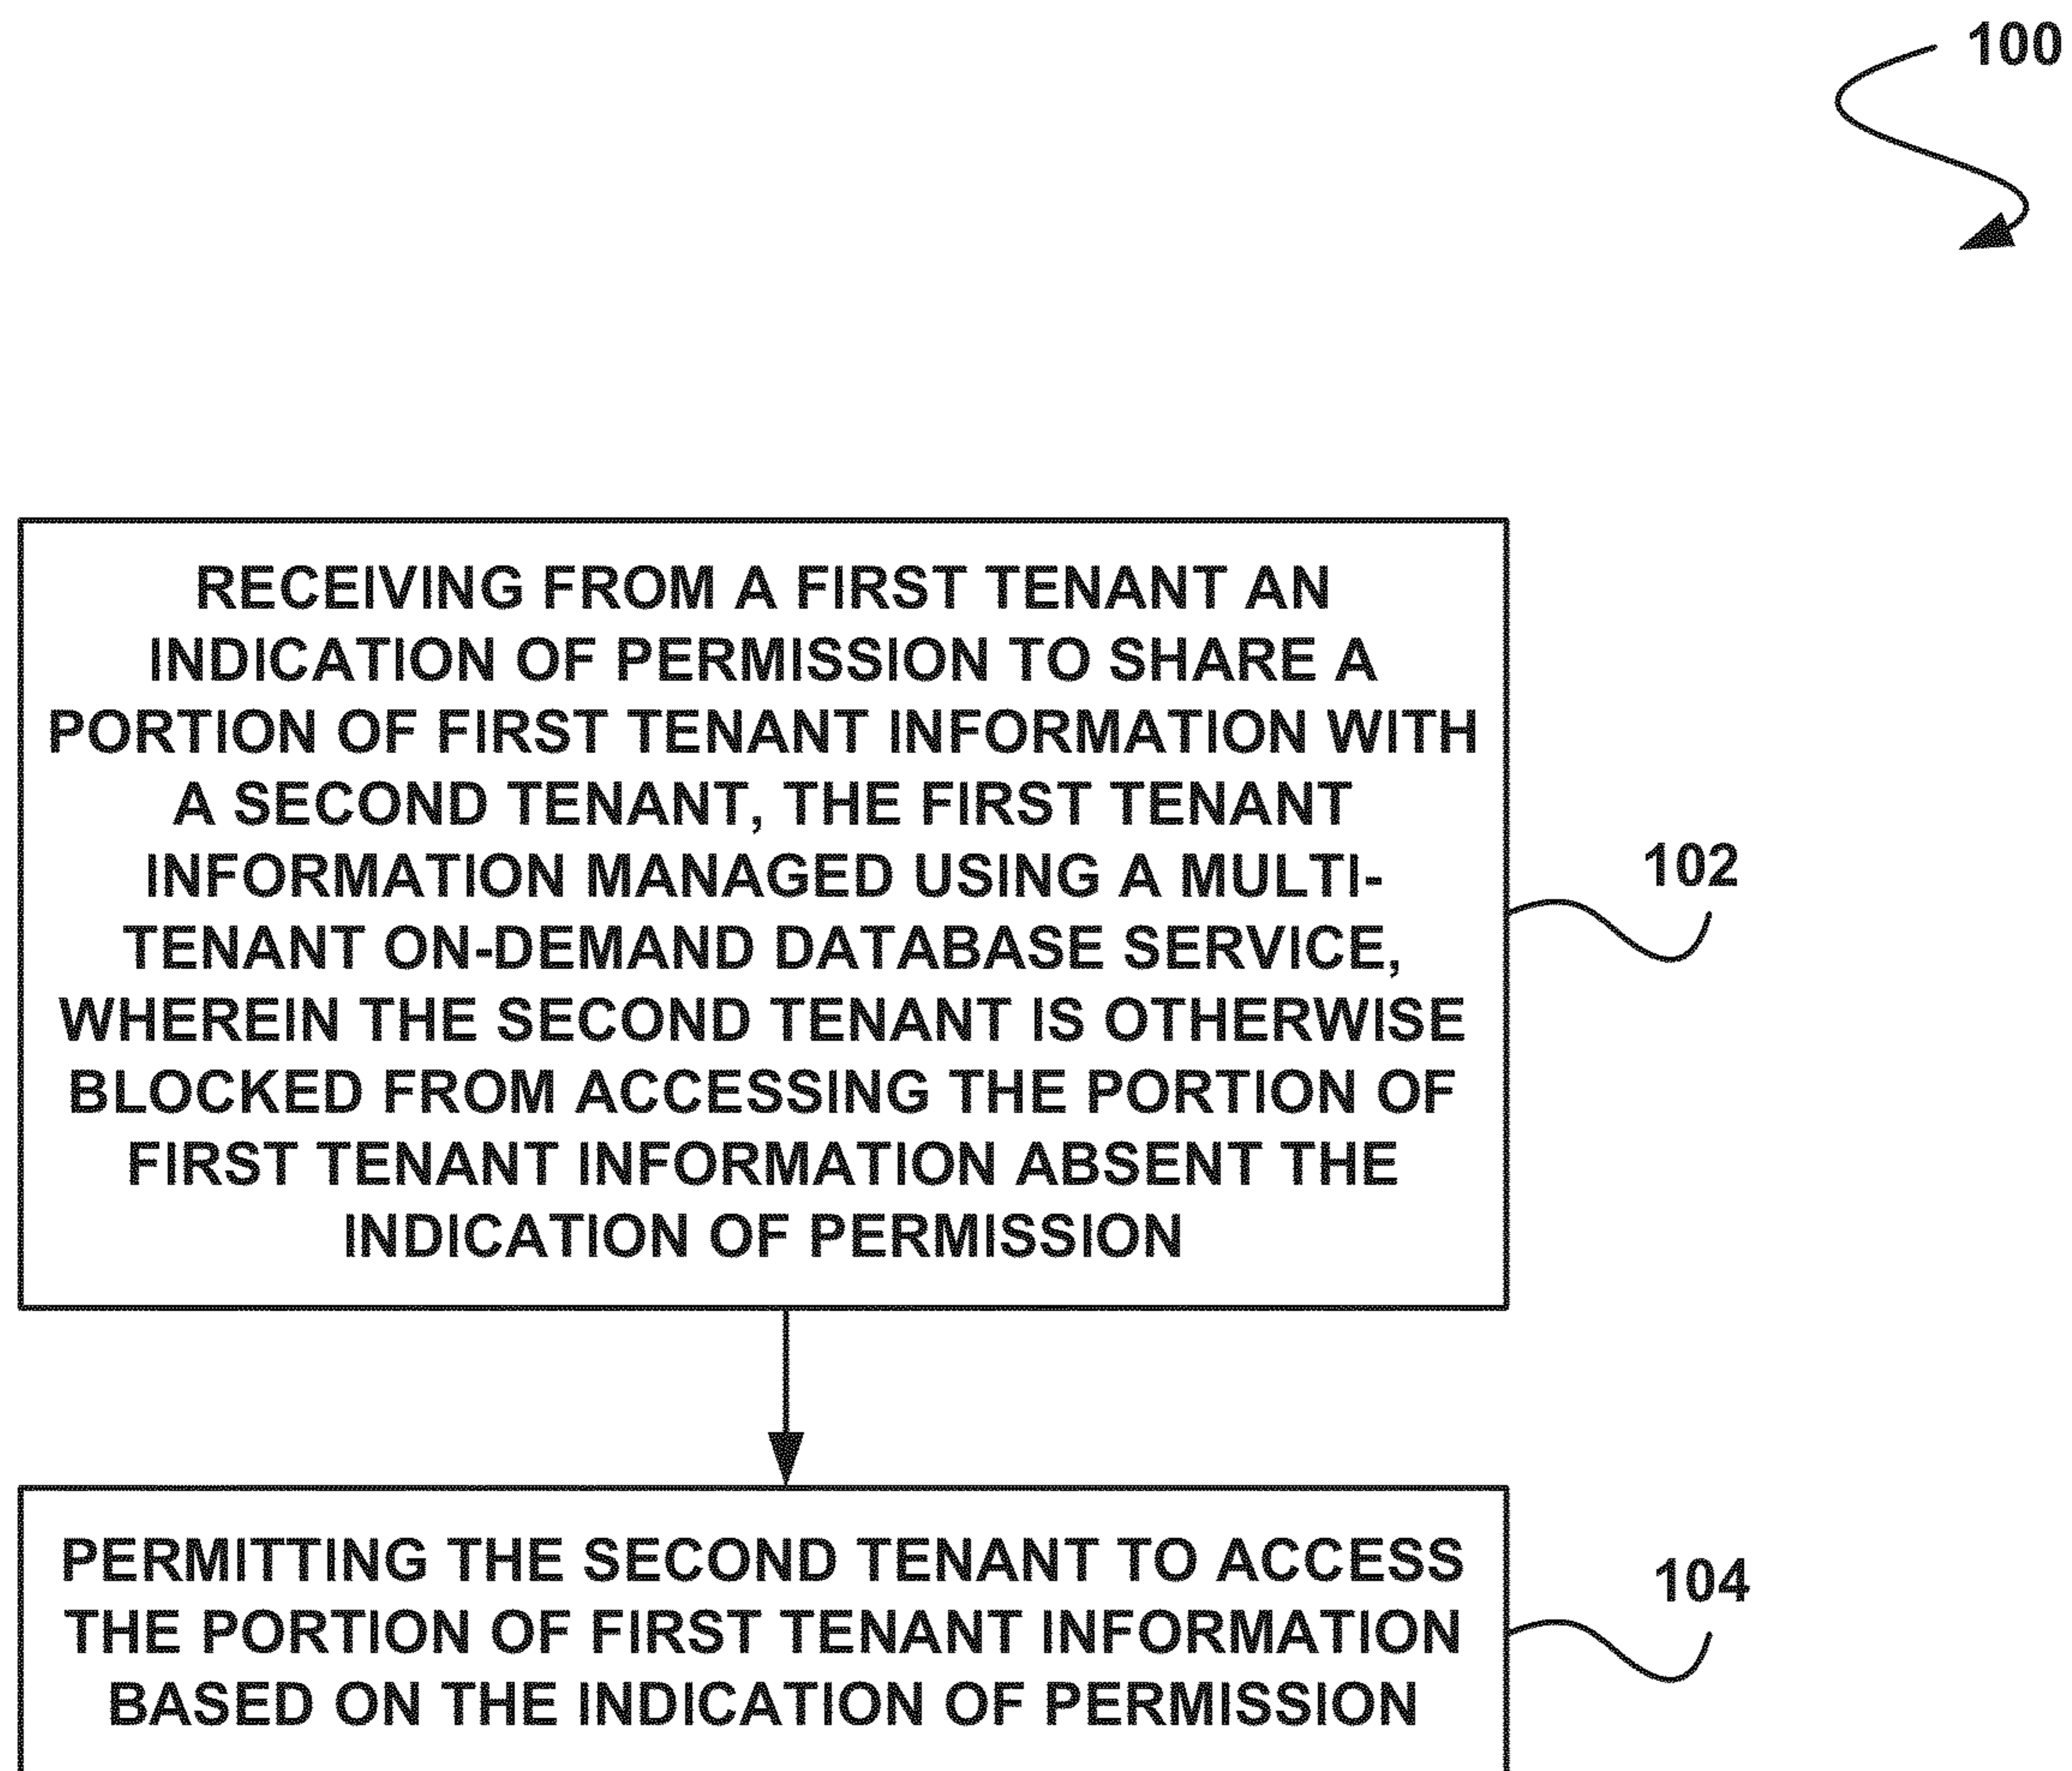 100
RECEIVING FROM A FIRST TENANT AN
INDICATION OF PERMISSION TO SHARE A
PORTION OF FIRST TENANT INFORMATION WITH
A SECOND TENANT, THE FIRST TENANT
INFORMATION MANAGED USING A MULTI-
TENANT ON-DEMAND DATABASE SERVICE,
WHEREIN THE SECOND TENANT IS OTHERWISE
BLOCKED FROM ACCESSING THE PORTION OF
FIRST TENANT INFORMATION ABSENT THE
INDICATION OF PERMISSION
102
PERMITTING THE SECOND TENANT TO ACCESS
THE PORTION OF FIRST TENANT INFORMATION
BASED ON THE INDICATION OF PERMISSION
104